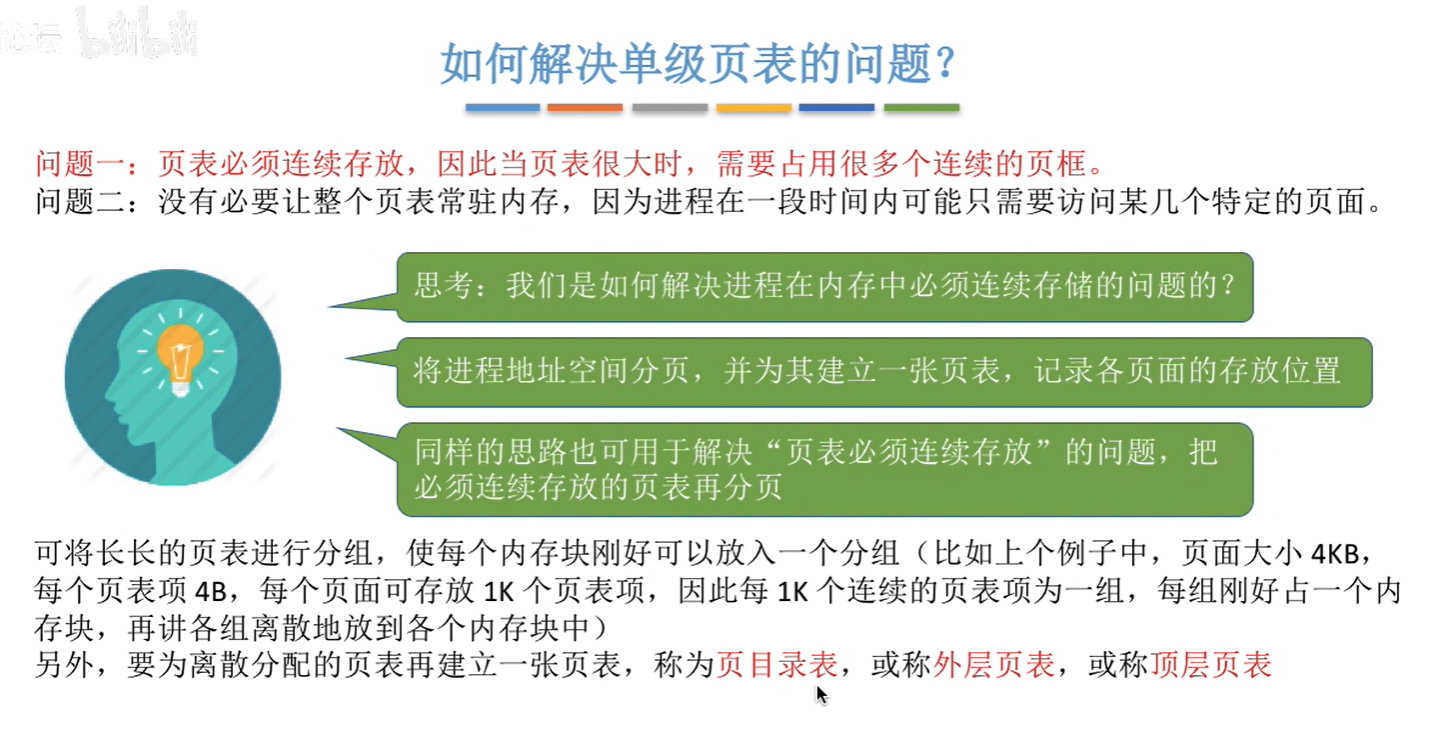 论坛 bilibili
如何解决单级页表的问题？
问题一：页表必须连续存放，因此当页表很大时，需要占用很多个连续的页框。
问题二：没有必要让整个页表常驻内存，因为进程在一段时间内可能只需要访问某几个特定的页面。
思考：我们是如何解决进程在内存中必须连续存储的问题的？
将进程地址空间分页，并为其建立一张页表，记录各页面的存放位置
同样的思路也可用于解决“页表必须连续存放”的问题，把
必须连续存放的页表再分页
可将长长的页表进行分组，使每个内存块刚好可以放入一个分组（比如上个例子中，页面大小 4KB，
每个页表项 4B，每个页面可存放 1K 个页表项，因此每 1K 个连续的页表项为一组，每组刚好占一个内
存块，再讲各组离散地放到各个内存块中）
另外，要为离散分配的页表再建立一张页表，称为页目录表，或称外层页表，或称顶层页表